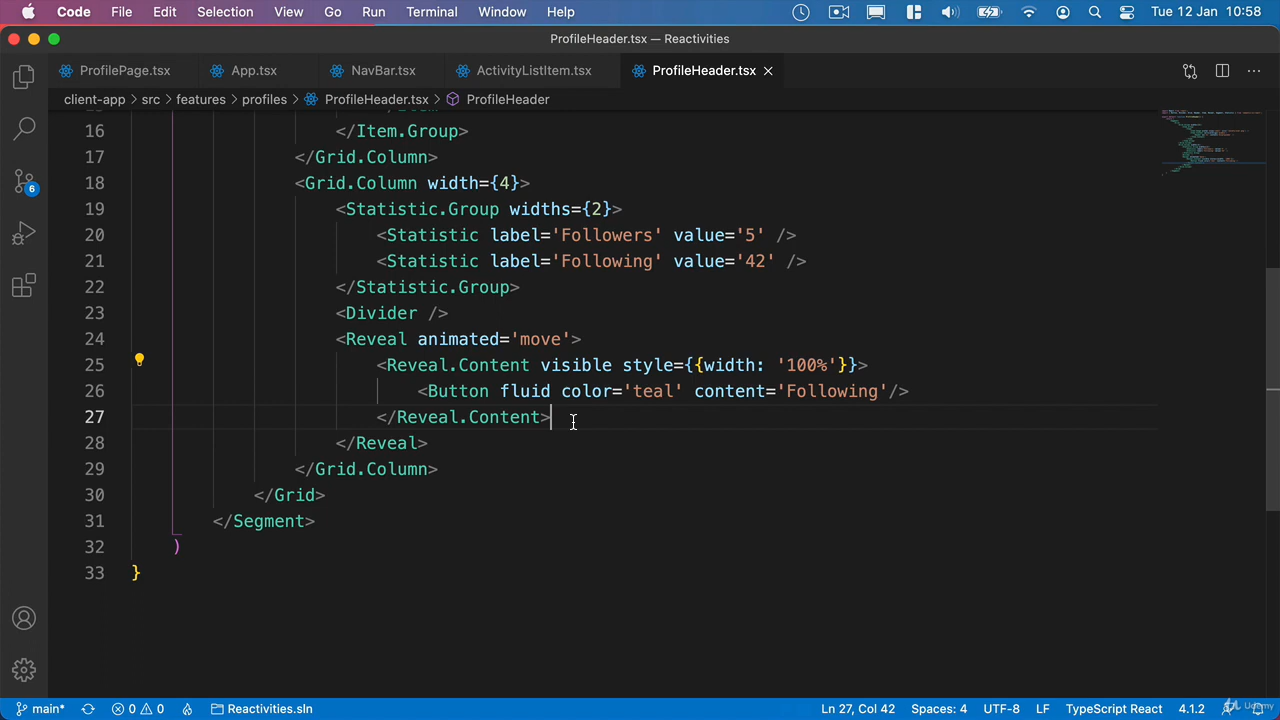 Code File Edit Selection View Go Run Terminal Window Help Tue 12 Jan 10:58
ProfileHeader.tsx — Reactivities
ProfilePage.tsx App.tsx NavBar.tsx ActivityListItem.tsx ProfileHeader.tsx
client-app › src › features › profiles › ProfileHeader.tsx › ProfileHeader
16 </Item.Group>
17 </Grid.Column>
18 <Grid.Column width={4}>
19 <Statistic.Group widths={2}>
20 <Statistic label='Followers' value='5' />
21 <Statistic label='Following' value='42' />
22 </Statistic.Group>
23 <Divider />
24 <Reveal animated='move'>
25 <Reveal.Content visible style={{width: '100%'}}>
26 <Button fluid color='teal' content='Following'/>
27 </Reveal.Content>
28 </Reveal>
29 </Grid.Column>
30 </Grid>
31 </Segment>
32 )
33 }
6
main* 0 0 Reactivities.sln Ln 27, Col 42 Spaces: 4 UTF-8 LF TypeScript React 4.1.2 Udemy